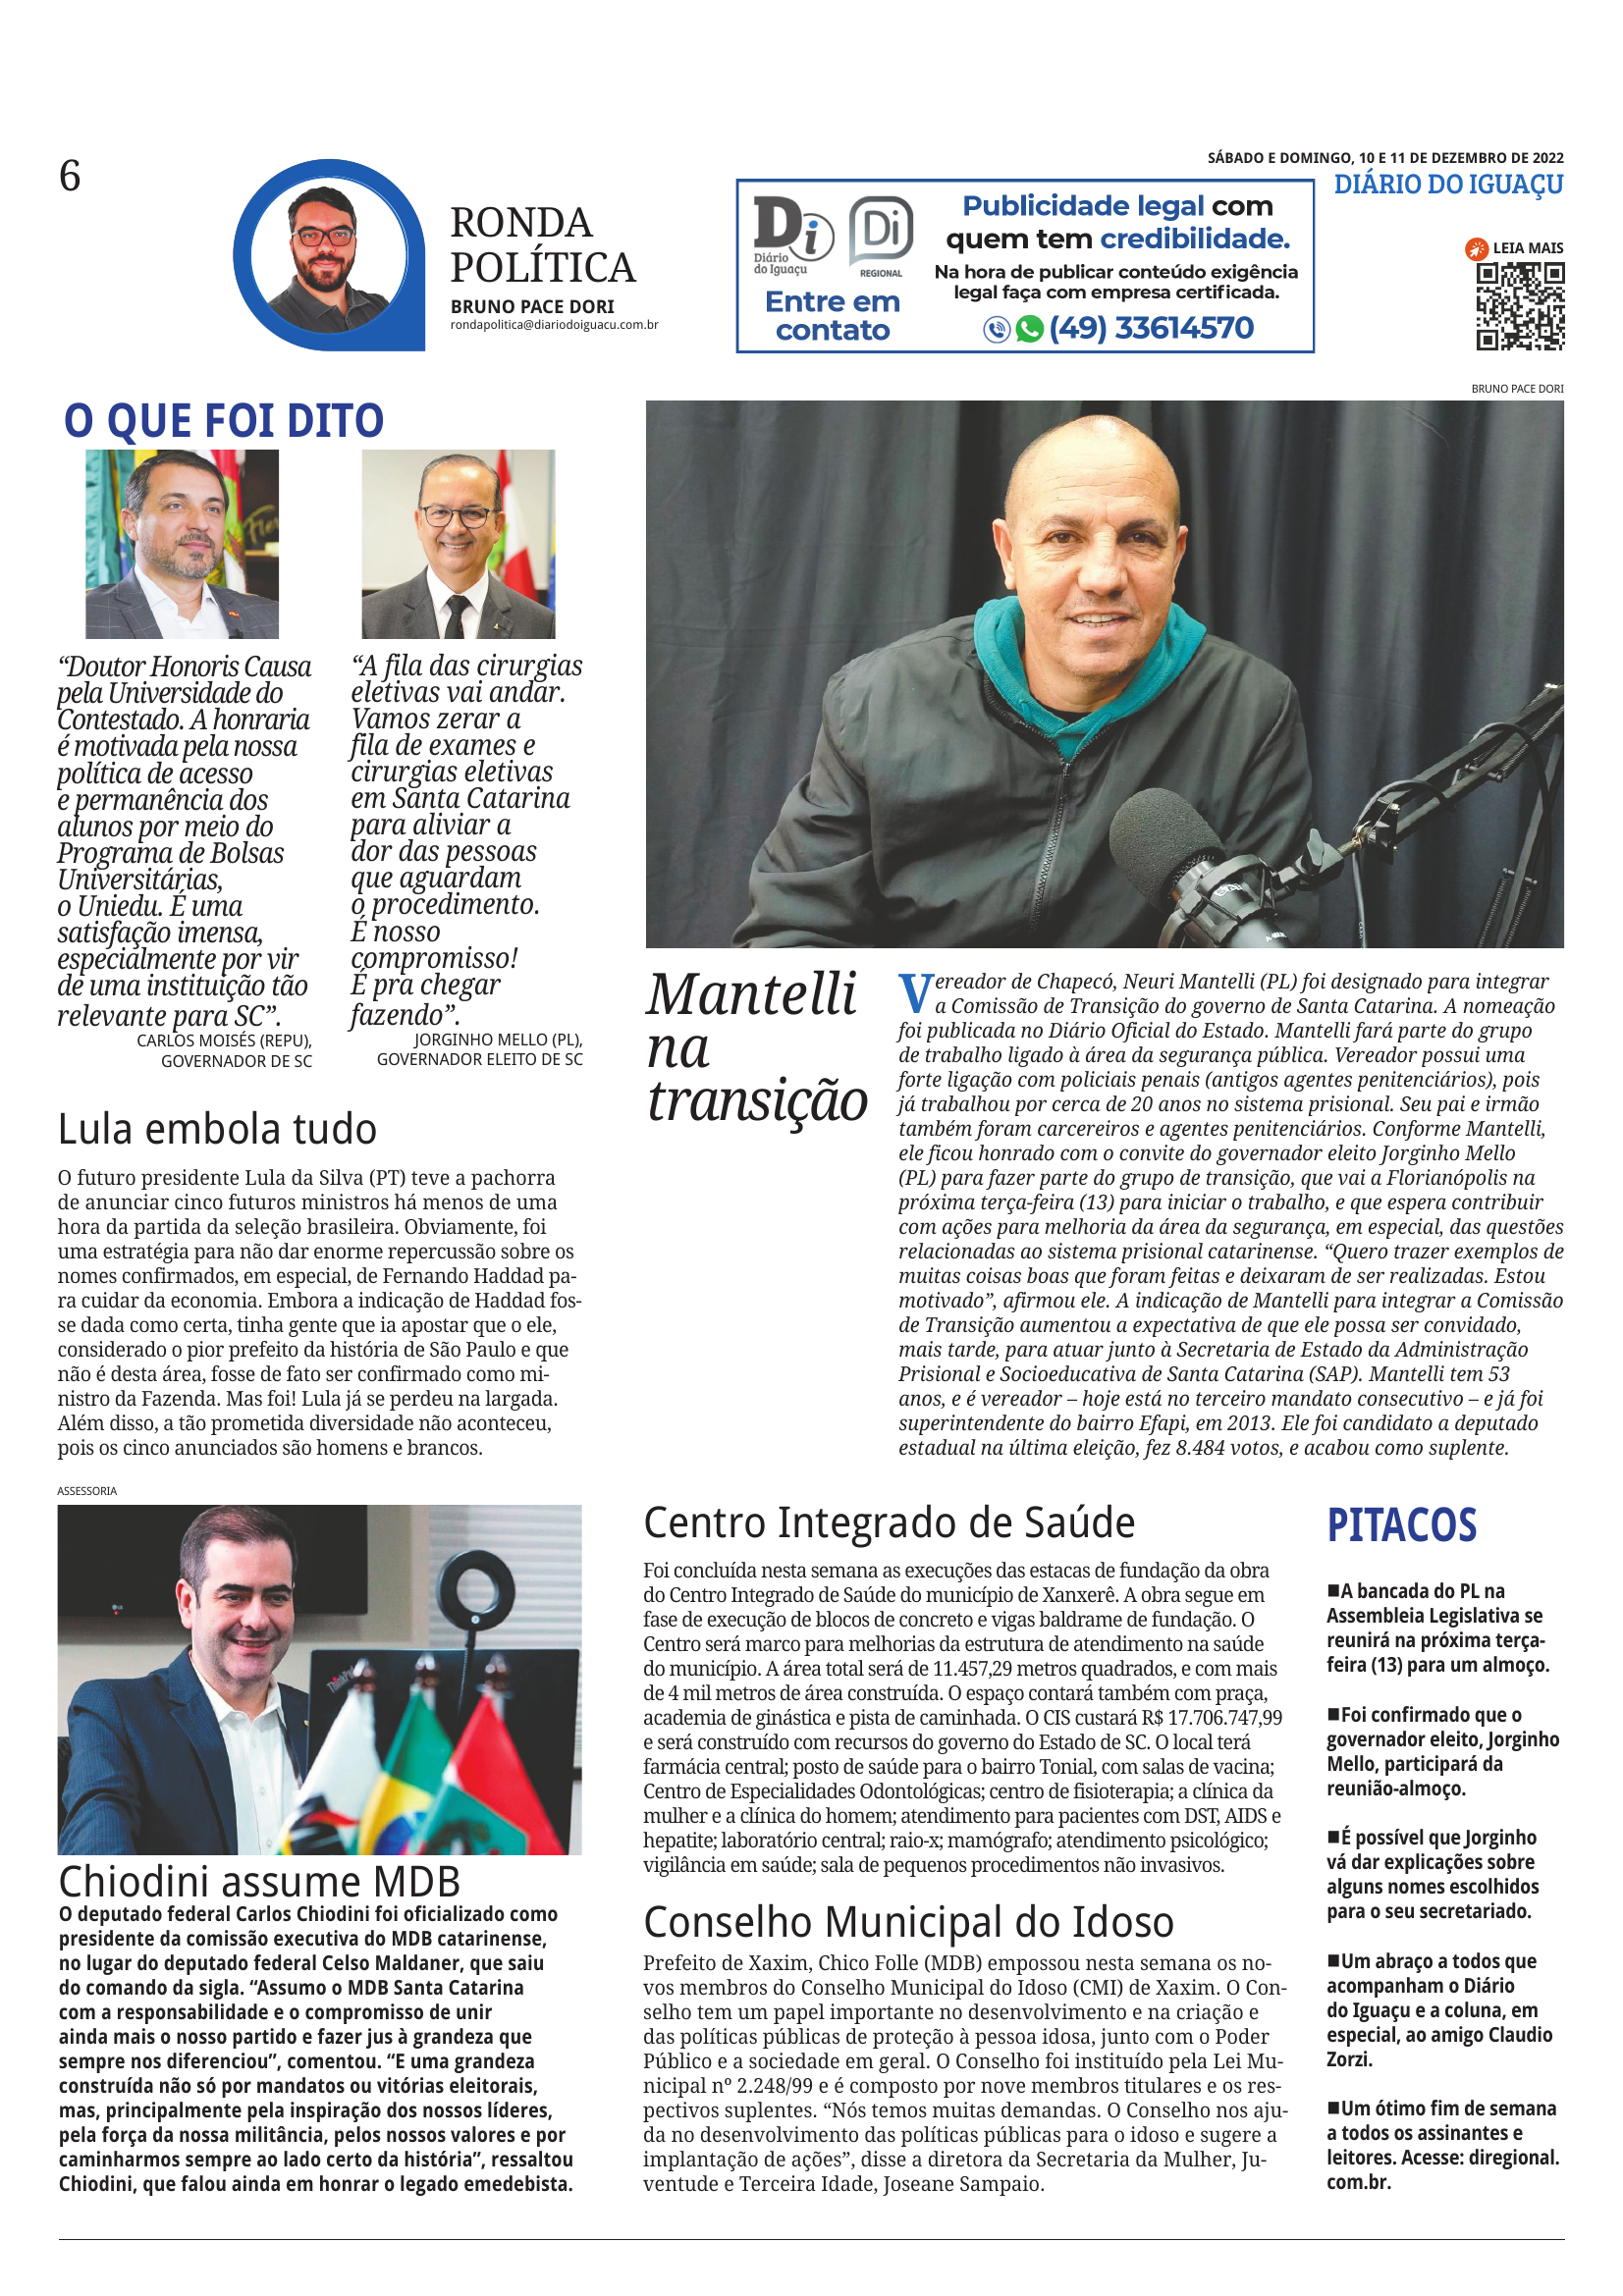 6
RONDA
POLÍTICA
BRUNO PACE DORI
rondapolitica@diariodoiguacu.com.br
Di
Diário
do Iguaçu
Di
REGIONAL
Entre em
contato
Publicidade legal com
quem tem credibilidade.
Na hora de publicar conteúdo exigência
legal faça com empresa certificada.
(49) 33614570
SÁBADO E DOMINGO, 10 E 11 DE DEZEMBRO DE 2022
DIÁRIO DO IGUAÇU
LEIA MAIS
O QUE FOI DITO
“Doutor Honoris Causa
pela Universidade do
Contestado. A honraria
é motivada pela nossa
política de acesso
e permanência dos
alunos por meio do
Programa de Bolsas
Universitárias,
o Uniedu. É uma
satisfação imensa,
especialmente por vir
de uma instituição tão
relevante para SC”.
CARLOS MOISÉS (REPU),
GOVERNADOR DE SC
“A fila das cirurgias
eletivas vai andar.
Vamos zerar a
fila de exames e
cirurgias eletivas
em Santa Catarina
para aliviar a
dor das pessoas
que aguardam
o procedimento.
É nosso
compromisso!
É pra chegar
fazendo”.
JORGINHO MELLO (PL),
GOVERNADOR ELEITO DE SC
Lula embola tudo
O futuro presidente Lula da Silva (PT) teve a pachorra
de anunciar cinco futuros ministros há menos de uma
hora da partida da seleção brasileira. Obviamente, foi
uma estratégia para não dar enorme repercussão sobre os
nomes confirmados, em especial, de Fernando Haddad pa-
ra cuidar da economia. Embora a indicação de Haddad fos-
se dada como certa, tinha gente que ia apostar que o ele,
considerado o pior prefeito da história de São Paulo e que
não é desta área, fosse de fato ser confirmado como mi-
nistro da Fazenda. Mas foi! Lula já se perdeu na largada.
Além disso, a tão prometida diversidade não aconteceu,
pois os cinco anunciados são homens e brancos.
BRUNO PACE DORI
Mantelli
na
transição
Vereador de Chapecó, Neuri Mantelli (PL) foi designado para integrar
a Comissão de Transição do governo de Santa Catarina. A nomeação
foi publicada no Diário Oficial do Estado. Mantelli fará parte do grupo
de trabalho ligado à área da segurança pública. Vereador possui uma
forte ligação com policiais penais (antigos agentes penitenciários), pois
já trabalhou por cerca de 20 anos no sistema prisional. Seu pai e irmão
também foram carcereiros e agentes penitenciários. Conforme Mantelli,
ele ficou honrado com o convite do governador eleito Jorginho Mello
(PL) para fazer parte do grupo de transição, que vai a Florianópolis na
próxima terça-feira (13) para iniciar o trabalho, e que espera contribuir
com ações para melhoria da área da segurança, em especial, das questões
relacionadas ao sistema prisional catarinense. “Quero trazer exemplos de
muitas coisas boas que foram feitas e deixaram de ser realizadas. Estou
motivado”, afirmou ele. A indicação de Mantelli para integrar a Comissão
de Transição aumentou a expectativa de que ele possa ser convidado,
mais tarde, para atuar junto à Secretaria de Estado da Administração
Prisional e Socioeducativa de Santa Catarina (SAP). Mantelli tem 53
anos, e é vereador – hoje está no terceiro mandato consecutivo – e já foi
superintendente do bairro Efapi, em 2013. Ele foi candidato a deputado
estadual na última eleição, fez 8.484 votos, e acabou como suplente.
ASSESSORIA
ThinkPad
LG
Chiodini assume MDB
O deputado federal Carlos Chiodini foi oficializado como
presidente da comissão executiva do MDB catarinense,
no lugar do deputado federal Celso Maldaner, que saiu
do comando da sigla. “Assumo o MDB Santa Catarina
com a responsabilidade e o compromisso de unir
ainda mais o nosso partido e fazer jus à grandeza que
sempre nos diferenciou”, comentou. “E uma grandeza
construída não só por mandatos ou vitórias eleitorais,
mas, principalmente pela inspiração dos nossos líderes,
pela força da nossa militância, pelos nossos valores e por
caminharmos sempre ao lado certo da história”, ressaltou
Chiodini, que falou ainda em honrar o legado emedebista.
Centro Integrado de Saúde
Foi concluída nesta semana as execuções das estacas de fundação da obra
do Centro Integrado de Saúde do município de Xanxerê. A obra segue em
fase de execução de blocos de concreto e vigas baldrame de fundação. O
Centro será marco para melhorias da estrutura de atendimento na saúde
do município. A área total será de 11.457,29 metros quadrados, e com mais
de 4 mil metros de área construída. O espaço contará também com praça,
academia de ginástica e pista de caminhada. O CIS custará R$ 17.706.747,99
e será construído com recursos do governo do Estado de SC. O local terá
farmácia central; posto de saúde para o bairro Tonial, com salas de vacina;
Centro de Especialidades Odontológicas; centro de fisioterapia; a clínica da
mulher e a clínica do homem; atendimento para pacientes com DST, AIDS e
hepatite; laboratório central; raio-x; mamógrafo; atendimento psicológico;
vigilância em saúde; sala de pequenos procedimentos não invasivos.
Conselho Municipal do Idoso
Prefeito de Xaxim, Chico Folle (MDB) empossou nesta semana os no-
vos membros do Conselho Municipal do Idoso (CMI) de Xaxim. O Con-
selho tem um papel importante no desenvolvimento e na criação e
das políticas públicas de proteção à pessoa idosa, junto com o Poder
Público e a sociedade em geral. O Conselho foi instituído pela Lei Mu-
nicipal nº 2.248/99 e é composto por nove membros titulares e os res-
pectivos suplentes. “Nós temos muitas demandas. O Conselho nos aju-
da no desenvolvimento das políticas públicas para o idoso e sugere a
implantação de ações”, disse a diretora da Secretaria da Mulher, Ju-
ventude e Terceira Idade, Joseane Sampaio.
PITACOS
■A bancada do PL na
Assembleia Legislativa se
reunirá na próxima terça-
feira (13) para um almoço.
■Foi confirmado que o
governador eleito, Jorginho
Mello, participará da
reunião-almoço.
■É possível que Jorginho
vá dar explicações sobre
alguns nomes escolhidos
para o seu secretariado.
■Um abraço a todos que
acompanham o Diário
do Iguaçu e a coluna, em
especial, ao amigo Claudio
Zorzi.
■Um ótimo fim de semana
a todos os assinantes e
leitores. Acesse: diregional.
com.br.